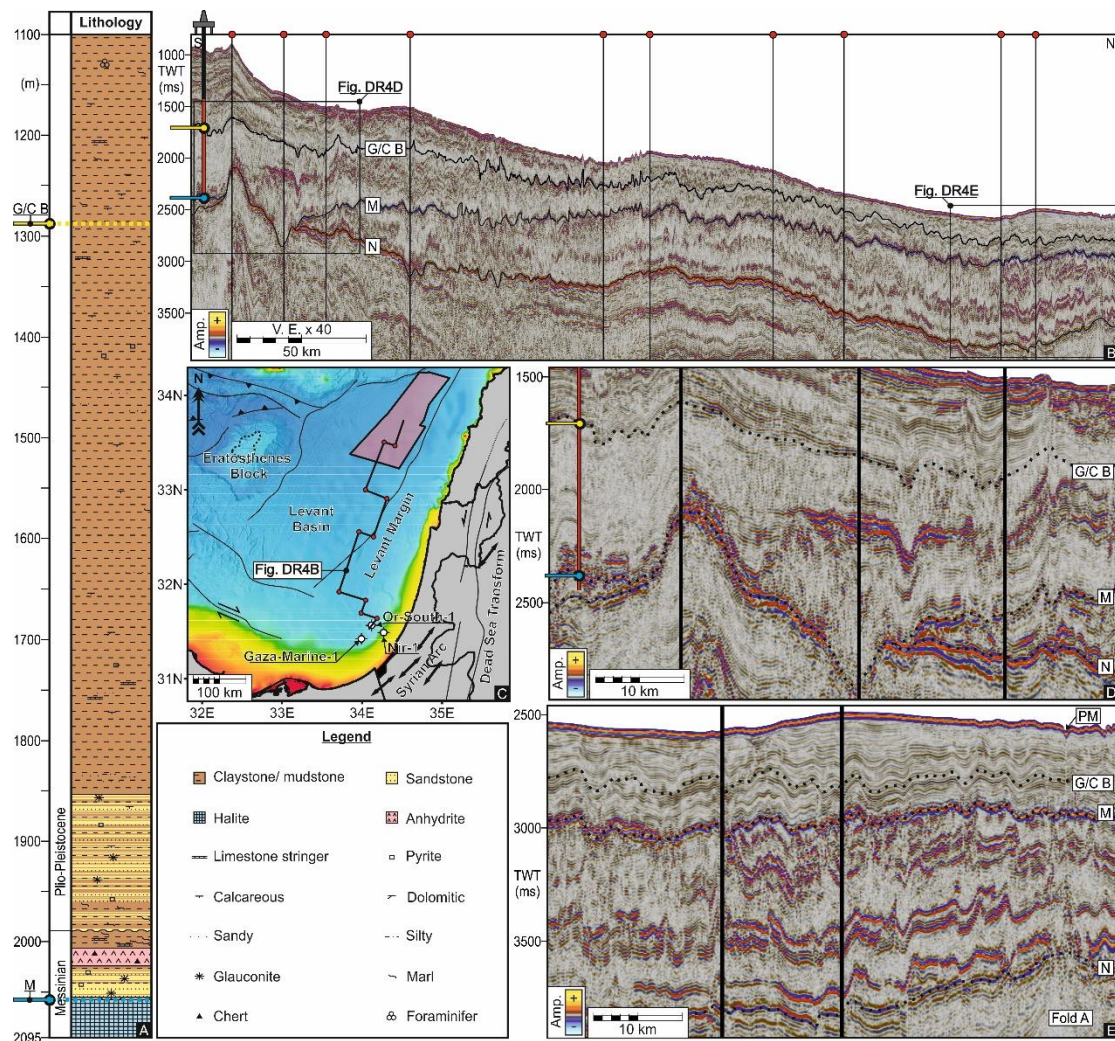 Lithology
1100
(m)
1200
G/C B
1300
1400
1500
1600
1700
1800
1900
2000
2095
Plio-Pleistocene
Messinian
M
A
S
N
1000
TWT
(ms)
1500
2000
2500
3000
3500
Fig. DR4D
G/C B
M
N
Fig. DR4E
Amp.
+
-
V. E. x 40
50 km
B
34N
33N
32N
31N
32E
33E
34E
35E
N
Eratosthenes
Block
Levant
Basin
Levant Margin
Fig. DR4B
Or-South-1
Nir-1
Gaza-Marine-1
Syrian Arc
Dead Sea Transform
100 km
C
1500
2000
TWT
(ms)
2500
G/C B
M
N
Amp.
+
-
10 km
D
Legend
Claystone/ mudstone
Sandstone
Halite
Anhydrite
Limestone stringer
Pyrite
Calcareous
Dolomitic
Sandy
Silty
Glauconite
Marl
Chert
Foraminifer
2500
3000
TWT
(ms)
3500
PM
G/C B
M
N
Amp.
+
-
10 km
Fold A
E